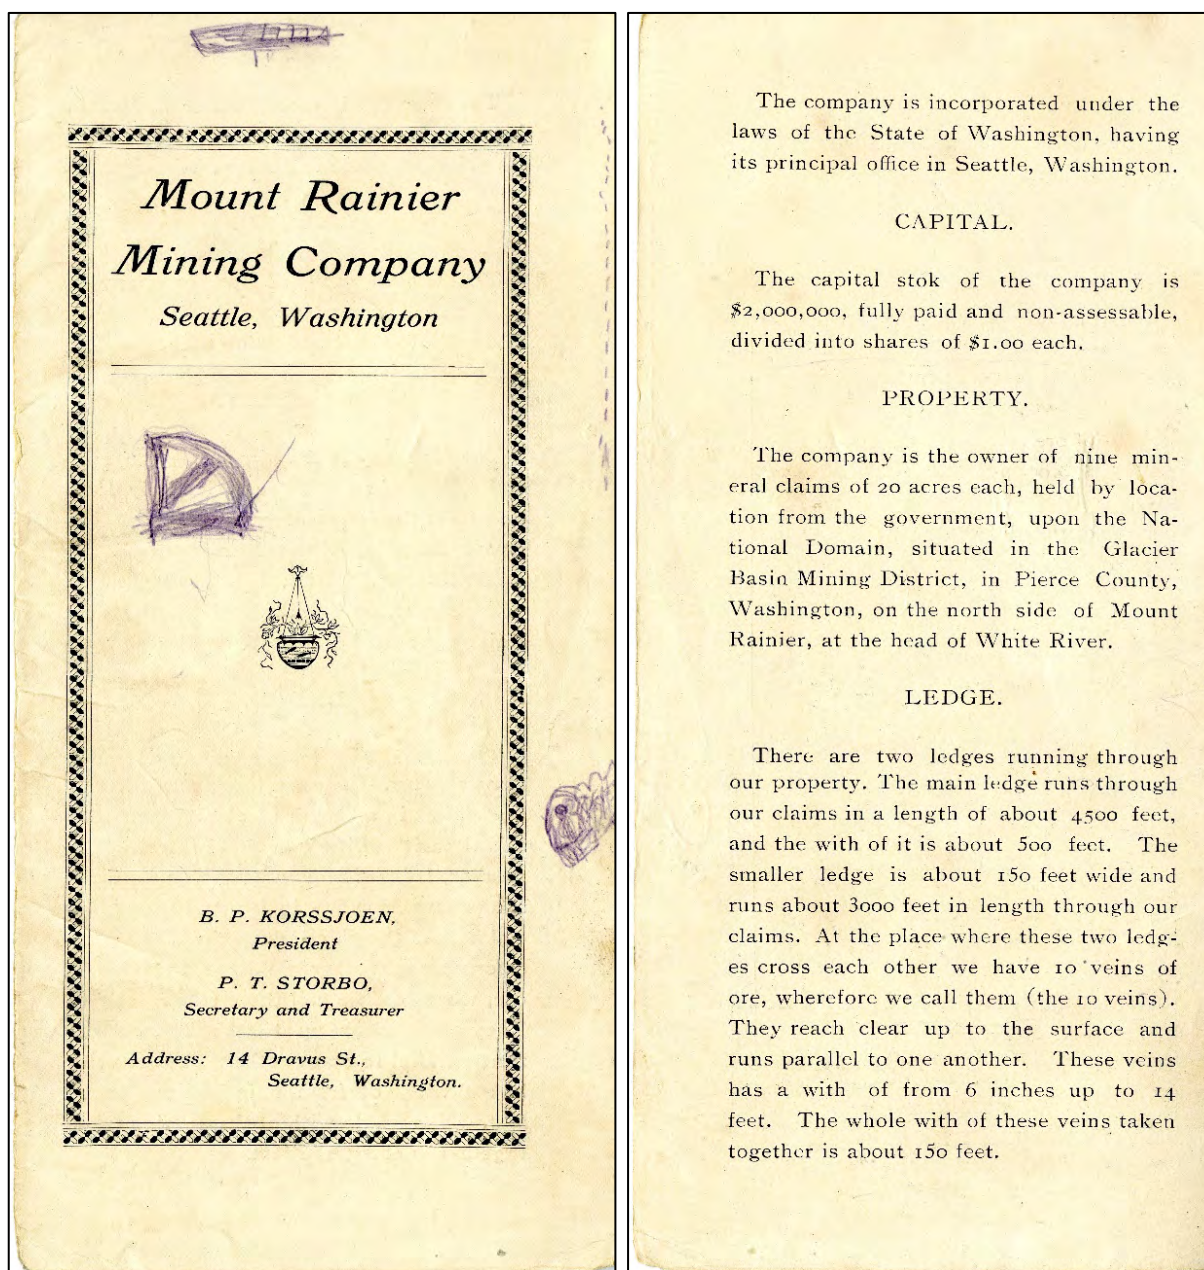 Mount Rainier
Mining Company
Seattle, Washington
B. P. KORSSJOEN,
President
P. T. STORBO,
Secretary and Treasurer
Address: 14 Dravus St.,
Seattle, Washington.
The company is incorporated under the
laws of the State of Washington, having
its principal office in Seattle, Washington.
CAPITAL.
The capital stok of the company is
$2,000,000, fully paid and non-assessable,
divided into shares of $1.00 each.
PROPERTY.
The company is the owner of nine min-
eral claims of 20 acres each, held by loca-
tion from the government, upon the Na-
tional Domain, situated in the Glacier
Basin Mining District, in Pierce County,
Washington, on the north side of Mount
Rainier, at the head of White River.
LEDGE.
There are two ledges running through
our property. The main ledge runs through
our claims in a length of about 4500 feet,
and the with of it is about 500 feet. The
smaller ledge is about 150 feet wide and
runs about 3000 feet in length through our
claims. At the place where these two ledg-
es cross each other we have 10 veins of
ore, wherefore we call them (the 10 veins).
They reach clear up to the surface and
runs parallel to one another. These veins
has a with of from 6 inches up to 14
feet. The whole with of these veins taken
together is about 150 feet.